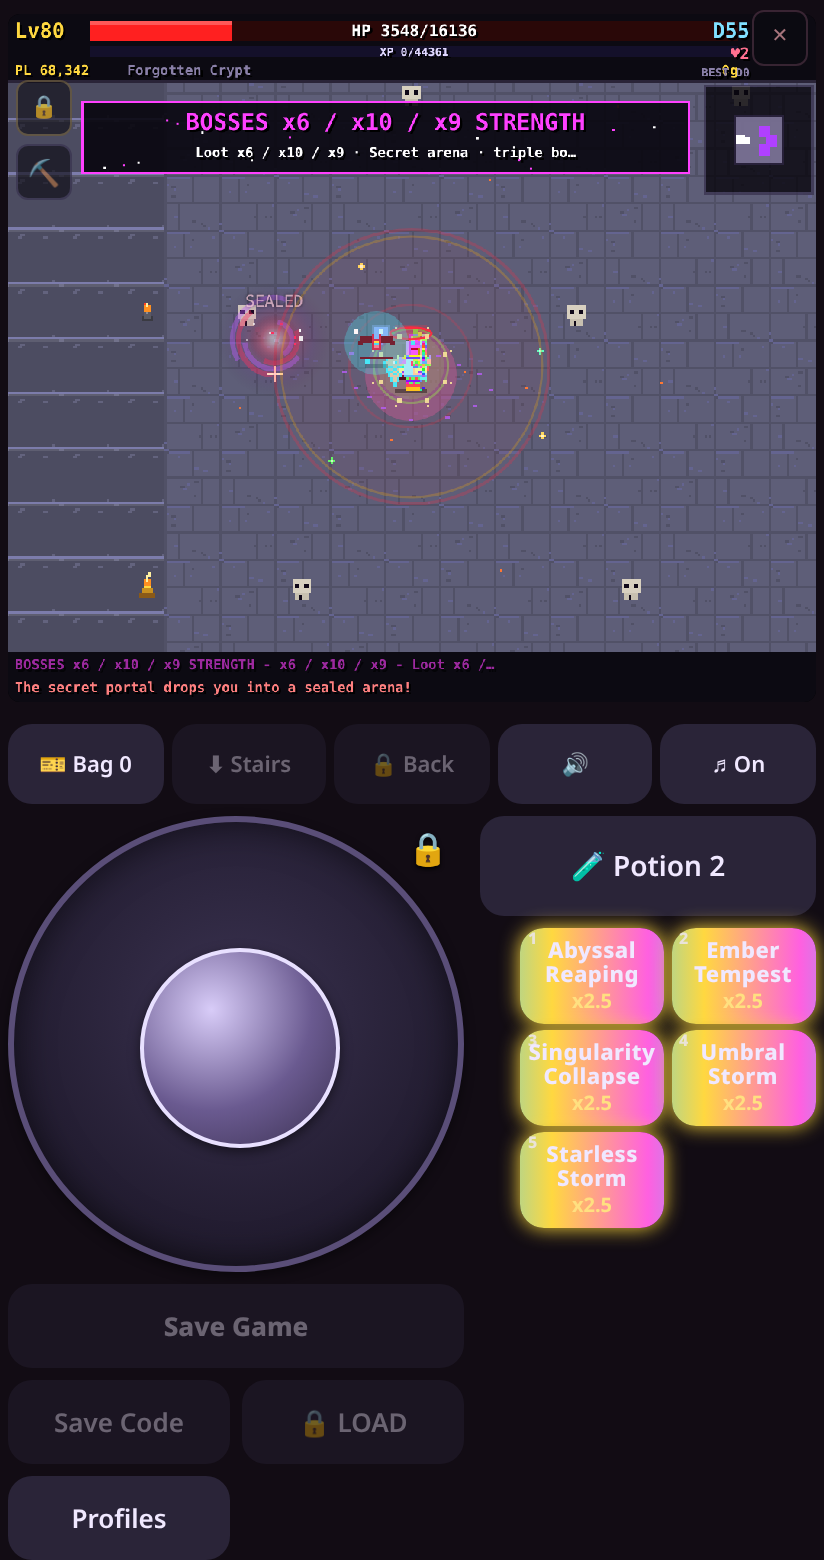 Lv80
HP 3548/16136
D55
XP 0/44361
♥2
PL 68,342
Forgotten Crypt
BOSSES x6 / x10 / x9 STRENGTH
Loot x6 / x10 / x9 · Secret arena · triple bo…
SEALED
BOSSES x6 / x10 / x9 STRENGTH - x6 / x10 / x9 - Loot x6 /…
The secret portal drops you into a sealed arena!
Bag 0
Stairs
Back
On
Potion 2
1
Abyssal
Reaping
x2.5
2
Ember
Tempest
x2.5
3
Singularity
Collapse
x2.5
4
Umbral
Storm
x2.5
5
Starless
Storm
x2.5
Save Game
Save Code
LOAD
Profiles